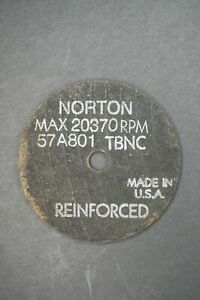 NORTON
MAX 20370 RPM
57A801 TBNC
MADE IN
U.S.A.
REINFORCED